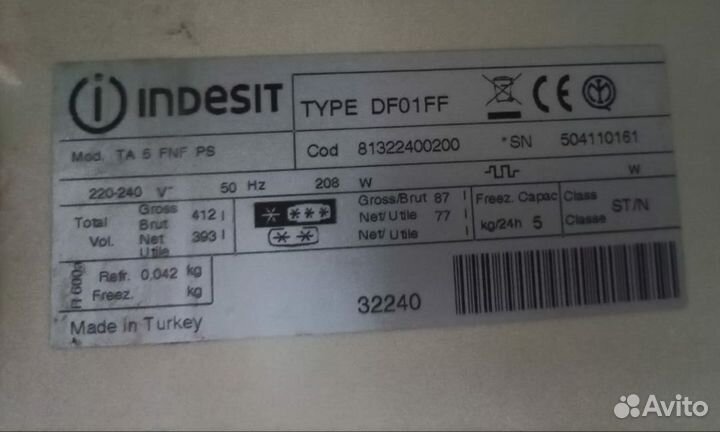 INDESIT
TYPE DF01FF
CE
Mod. TA 5 FNF PS
Cod 81322400200 *SN 504110161
220-240 V~ 50 Hz 208 W W
Total Vol.
Gross Brut 412 l
Net Utile 393 l
Gross/Brut 87 l
Net/Utile 77 l
Net/Utile l
Freez. Capac
kg/24h 5
Class Classe ST/N
R 600a
Refr. 0.042 kg
Freez. kg
32240
Made in Turkey
Avito